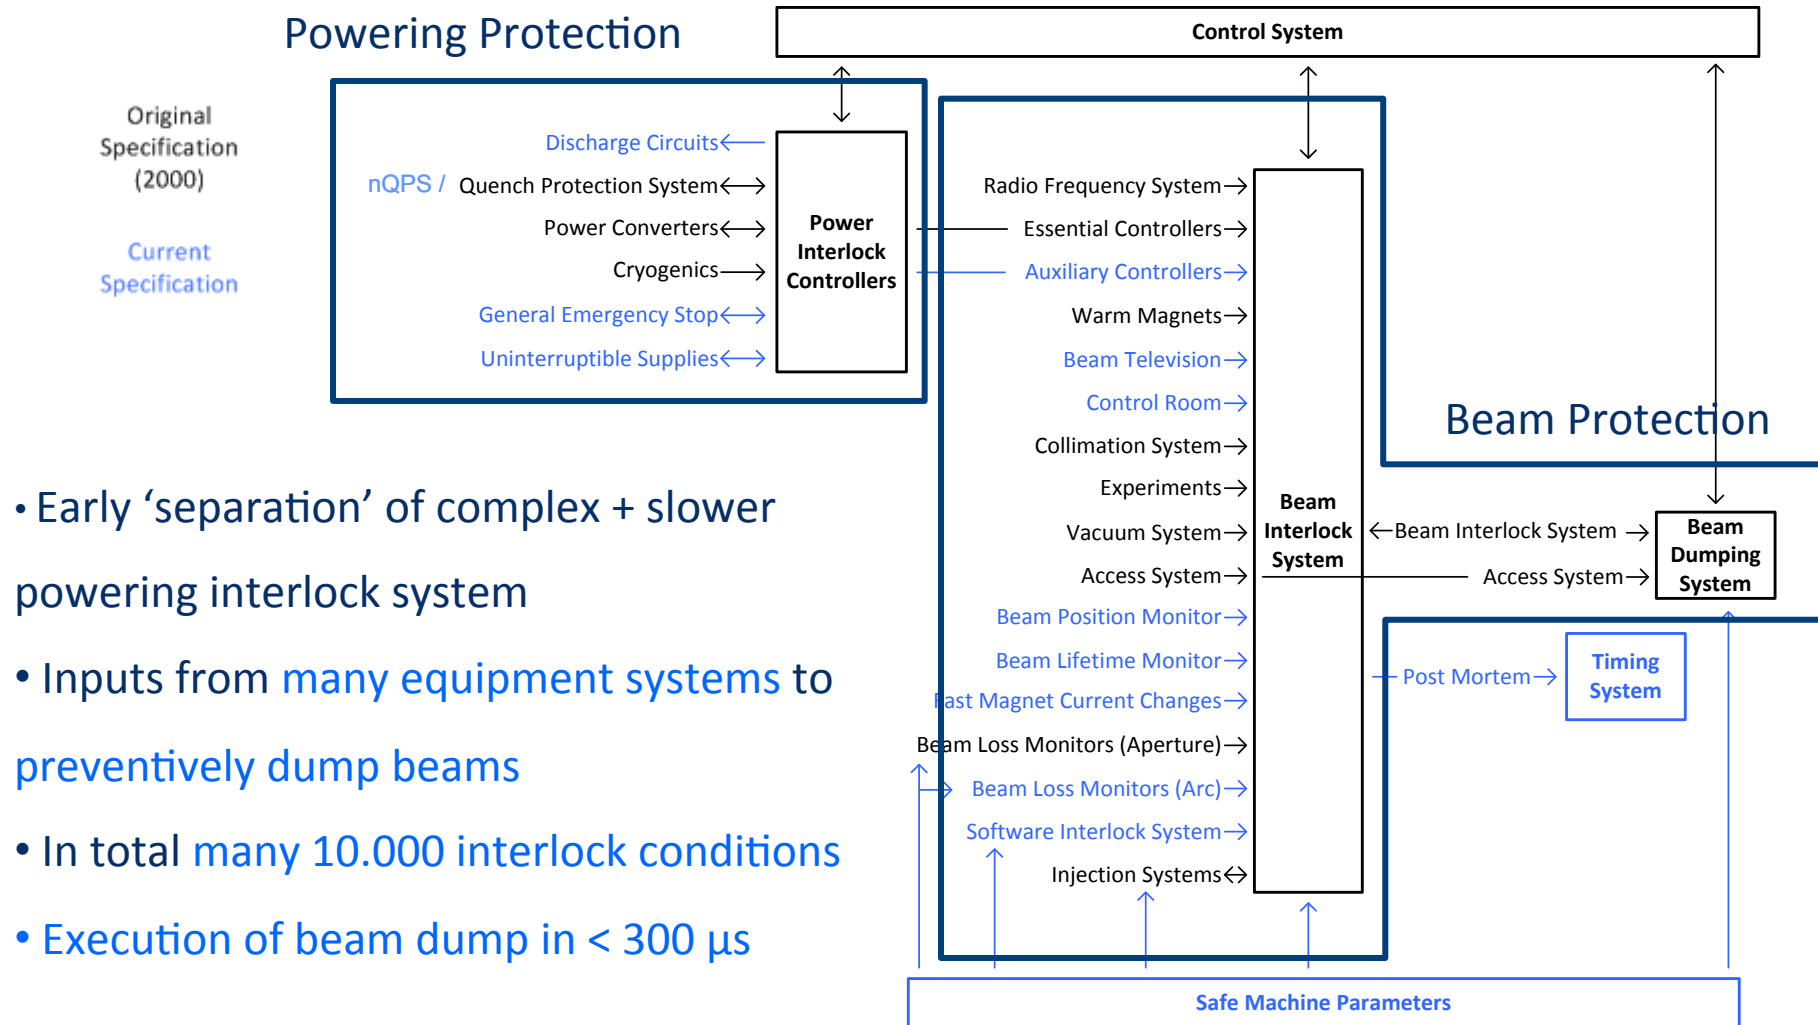 Powering Protection
Control System
Original
Specification
(2000)
Current
Specification
Discharge Circuits
nQPS / Quench Protection System
Power Converters
Cryogenics
General Emergency Stop
Uninterruptible Supplies
Power
Interlock
Controllers
Radio Frequency System
Essential Controllers
Auxiliary Controllers
Warm Magnets
Beam Television
Control Room
Collimation System
Experiments
Vacuum System
Access System
Beam Position Monitor
Beam Lifetime Monitor
Fast Magnet Current Changes
Beam Loss Monitors (Aperture)
Beam Loss Monitors (Arc)
Software Interlock System
Injection Systems
Beam
Interlock
System
Beam Protection
Beam Interlock System
Access System
Beam
Dumping
System
Post Mortem
Timing
System
Safe Machine Parameters
• Early ‘separation’ of complex + slower
powering interlock system
• Inputs from many equipment systems to
preventively dump beams
• In total many 10.000 interlock conditions
• Execution of beam dump in < 300 µs